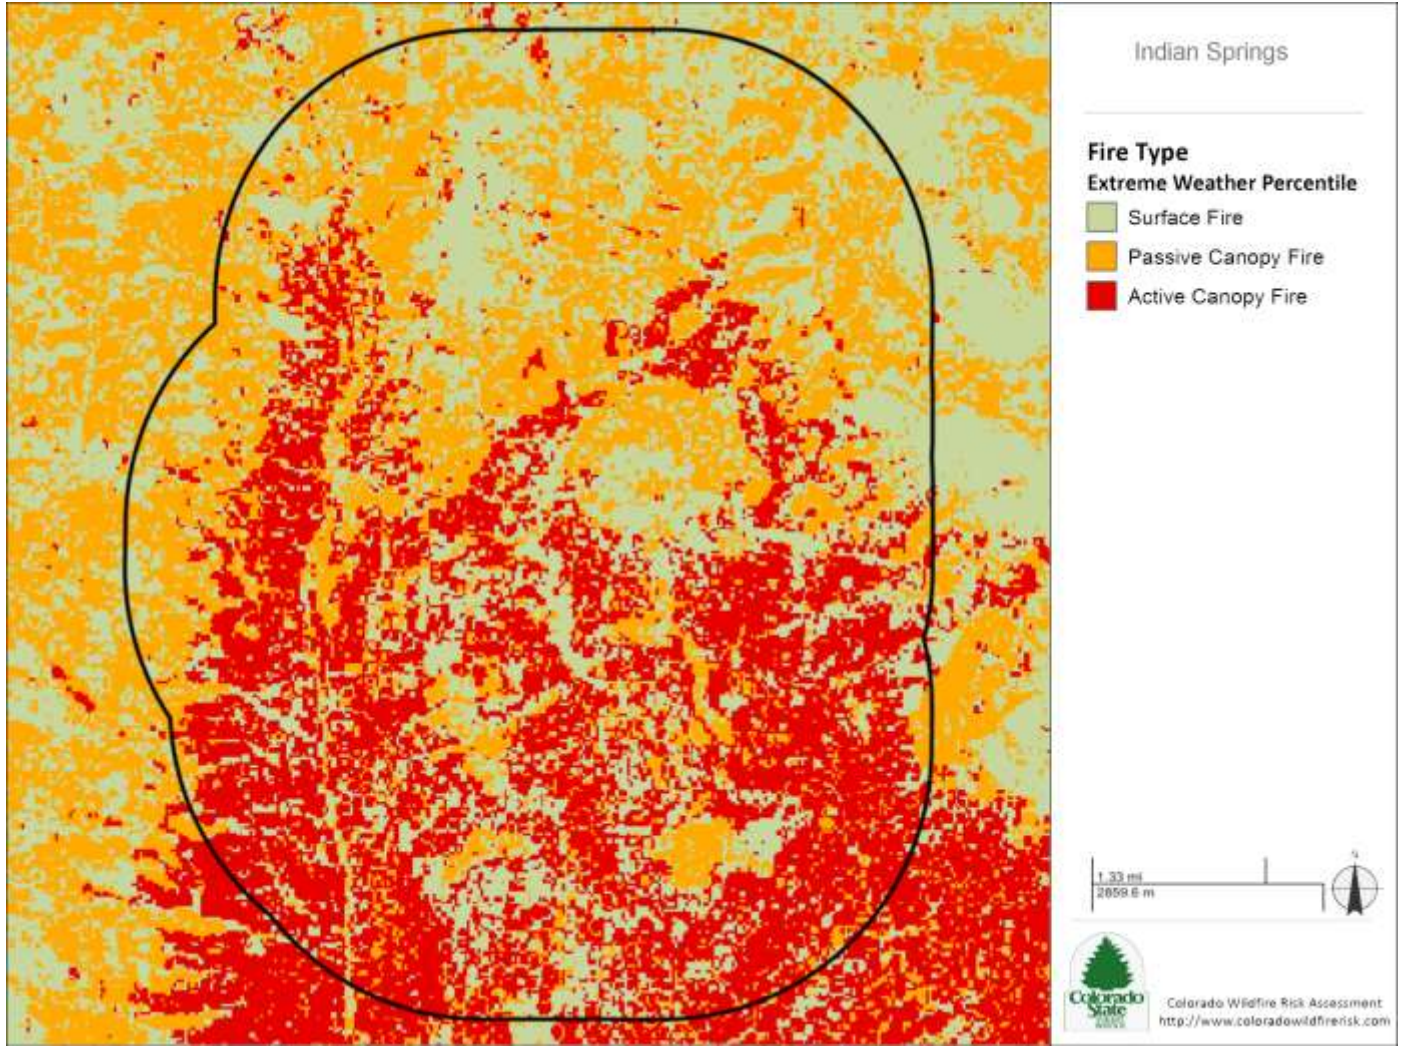 Indian Springs
Fire Type
Extreme Weather Percentile
Surface Fire
Passive Canopy Fire
Active Canopy Fire
N
1.33 mi
2859.6 m
Colorado
State
Colorado Wildfire Risk Assessment
http://www.coloradowildfirerisk.com